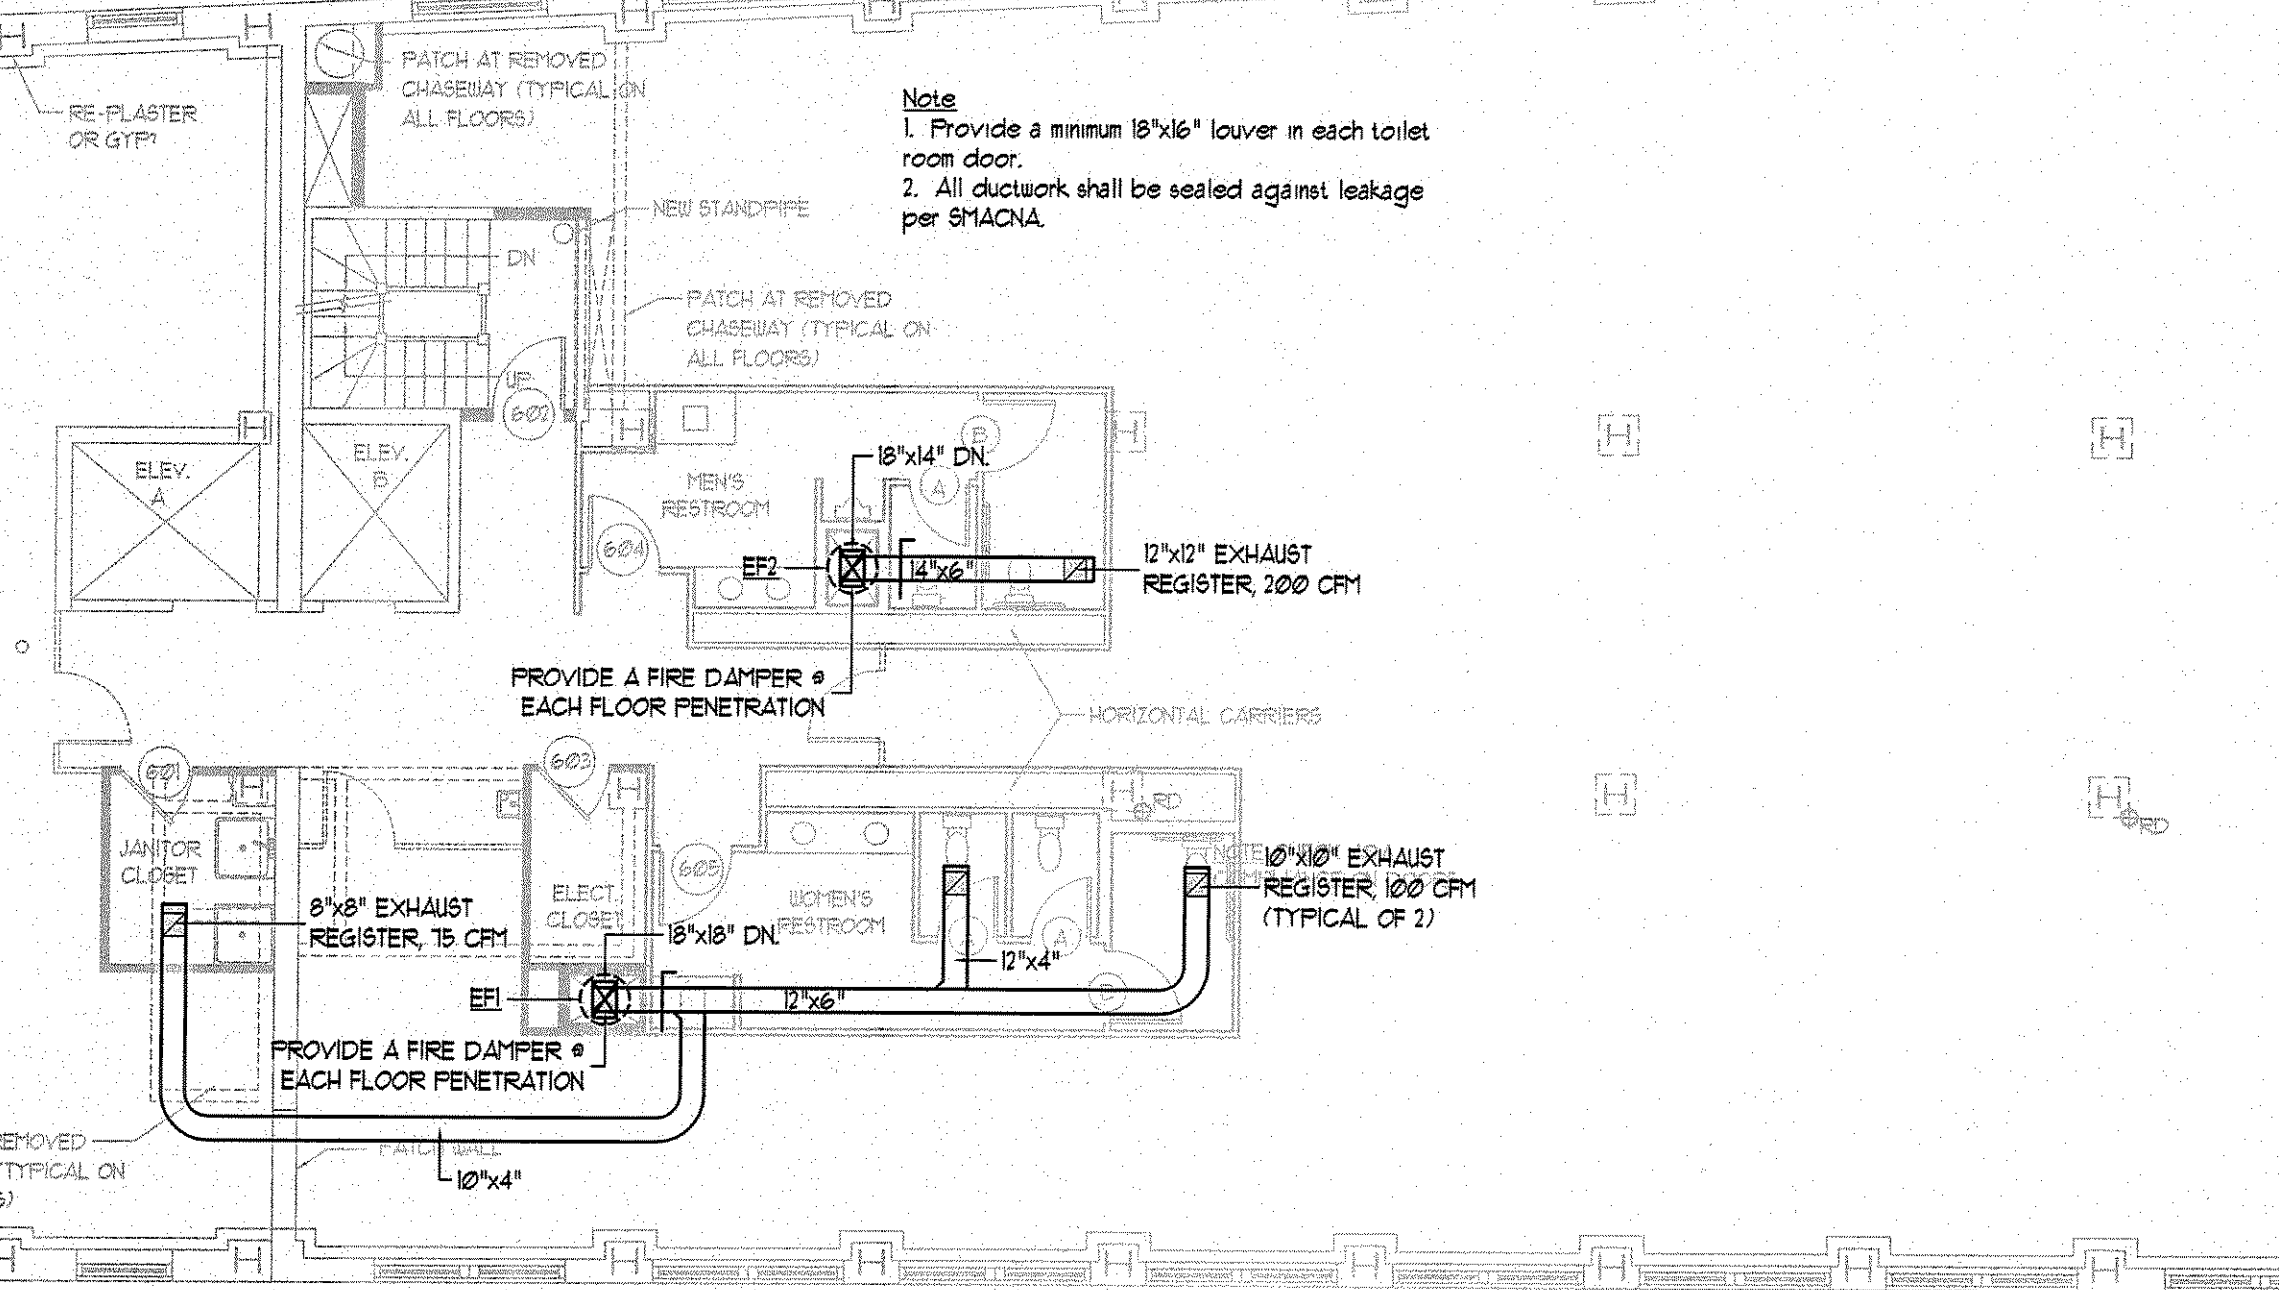 PATCH AT REMOVED
CHASEWAY (TYPICAL ON
ALL FLOORS)
RE-PLASTER
OR GYP?
Note
1. Provide a minimum 18"x16" louver in each toilet
room door.
2. All ductwork shall be sealed against leakage
per SMACNA.
NEW STANDPIPE
DN
PATCH AT REMOVED
CHASEWAY (TYPICAL ON
ALL FLOORS)
UP
602
ELEV.
A
ELEV.
B
B
18"x14" DN.
MEN'S
RESTROOM
A
604
EF2
14"x6"
12"x12" EXHAUST
REGISTER, 200 CFM
PROVIDE A FIRE DAMPER @
EACH FLOOR PENETRATION
HORIZONTAL CARRIERS
601
603
RD
RD
JANITOR
CLOSET
605
10"x10" EXHAUST
REGISTER, 100 CFM
(TYPICAL OF 2)
ELECT.
CLOSET
WOMEN'S
RESTROOM
8"x8" EXHAUST
REGISTER, 75 CFM
18"x18" DN.
A
A
12"x4"
EF1
12"x6"
PROVIDE A FIRE DAMPER @
EACH FLOOR PENETRATION
REMOVED
(TYPICAL ON
PATCH WALL
10"x4"